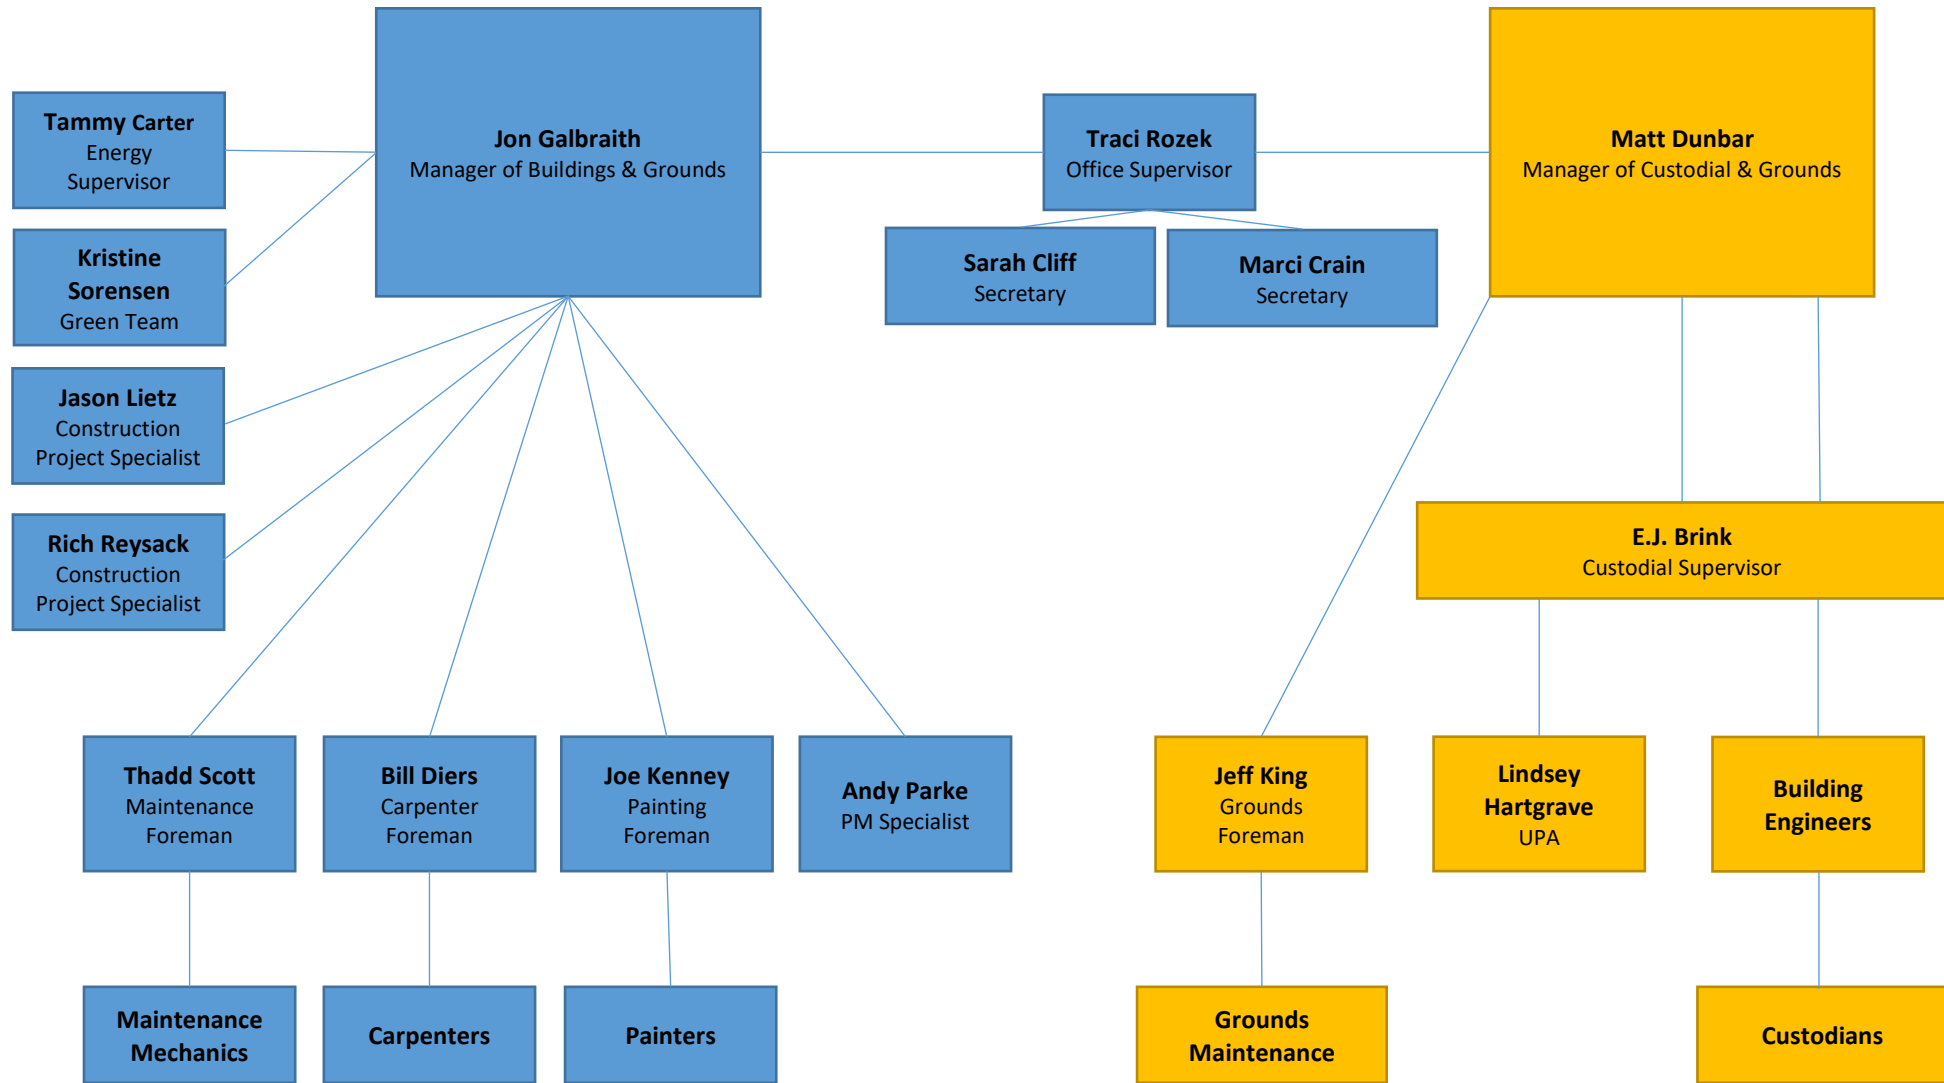 Tammy Carter
Energy
Supervisor
Jon Galbraith
Manager of Buildings & Grounds
Traci Rozek
Office Supervisor
Matt Dunbar
Manager of Custodial & Grounds
Kristine
Sorensen
Green Team
Sarah Cliff
Secretary
Marci Crain
Secretary
Jason Lietz
Construction
Project Specialist
Rich Reysack
Construction
Project Specialist
E.J. Brink
Custodial Supervisor
Thadd Scott
Maintenance
Foreman
Bill Diers
Carpenter
Foreman
Joe Kenney
Painting
Foreman
Andy Parke
PM Specialist
Jeff King
Grounds
Foreman
Lindsey
Hartgrave
UPA
Building
Engineers
Maintenance
Mechanics
Carpenters
Painters
Grounds
Maintenance
Custodians